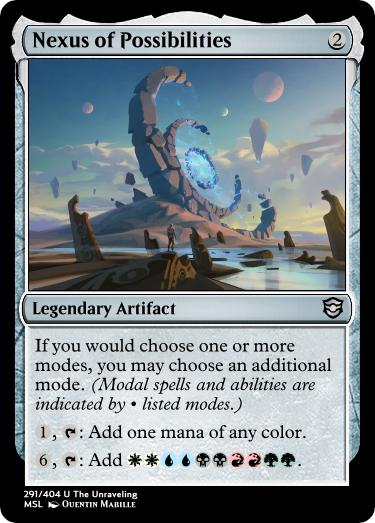 Nexus of Possibilities 2
Legendary Artifact
If you would choose one or more
modes, you may choose an additional
mode. (Modal spells and abilities are
indicated by • listed modes.)
1 , : Add one mana of any color.
6 , : Add .
291/404 U The Unraveling
MSL Quentin Mabille